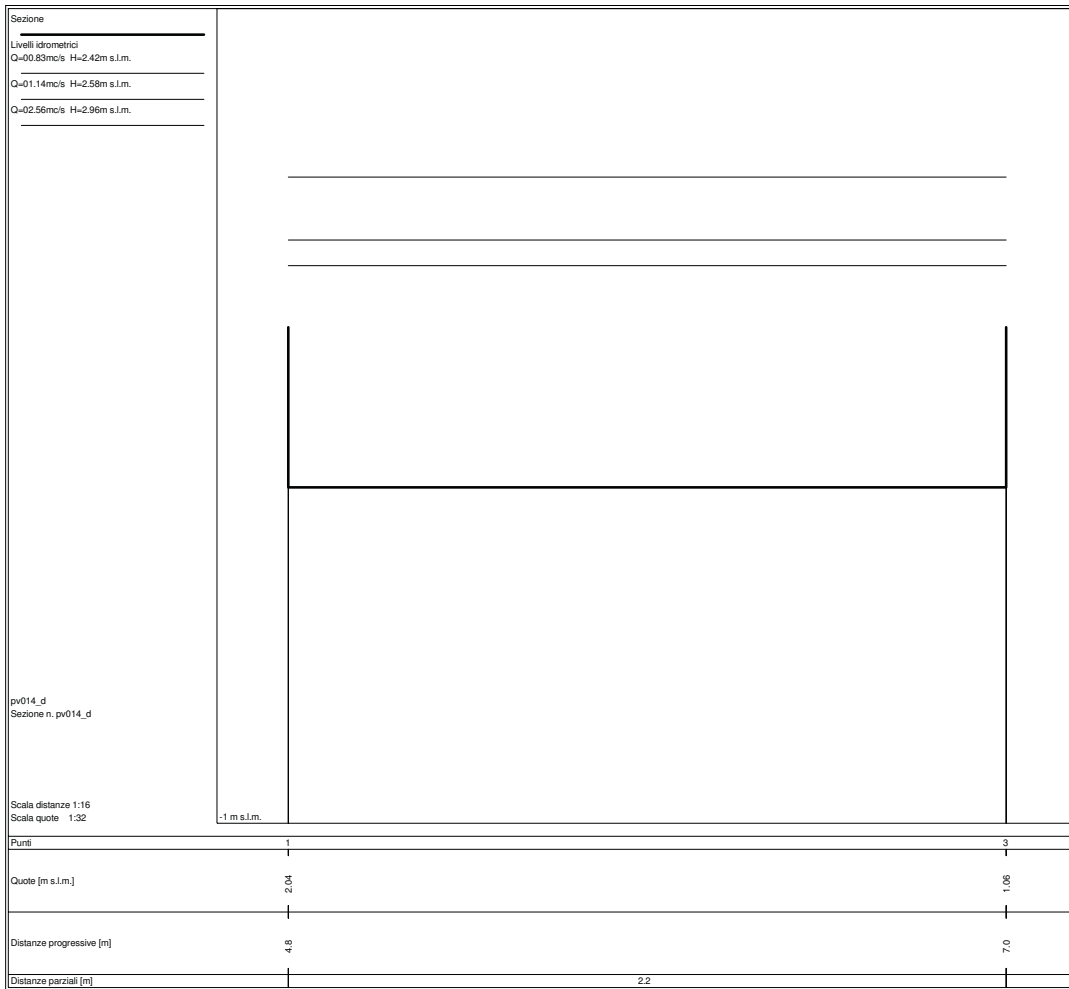 Sezione
Livelli idrometrici
Q=00.83mc/s H=2.42m s.l.m.
Q=01.14mc/s H=2.58m s.l.m.
Q=02.56mc/s H=2.96m s.l.m.
pv014_d
Sezione n. pv014_d
Scala distanze 1:16
Scala quote 1:32
-1 m s.l.m.
Punti 1 3
Quote [m s.l.m.] 2.04 1.06
Distanze progressive [m] 4.8 7.0
Distanze parziali [m] 2.2